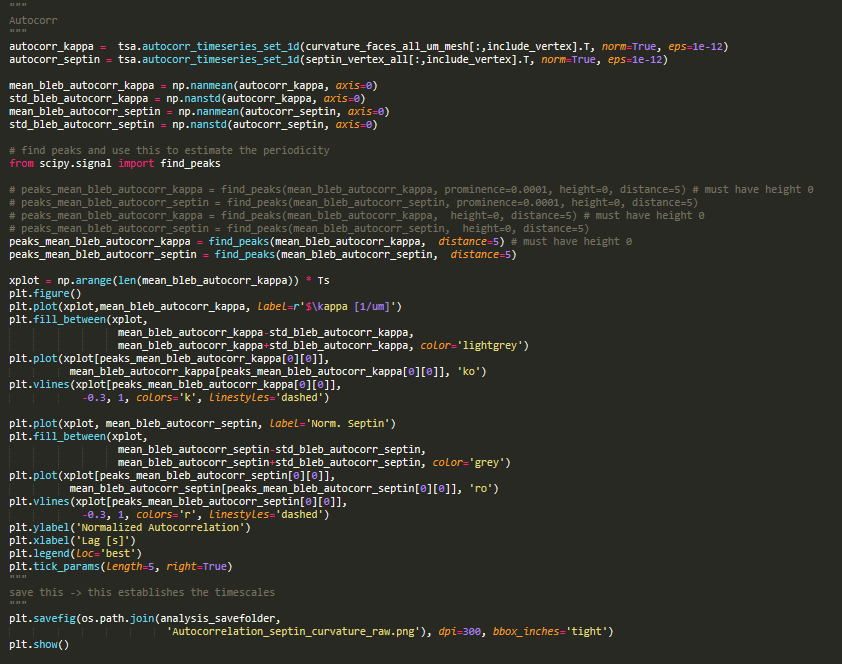 """
Autocorr
"""
autocorr_kappa =  tsa.autocorr_timeseries_set_1d(curvature_faces_all_um_mesh[:,include_vertex].T, norm=True, eps=1e-12)
autocorr_septin = tsa.autocorr_timeseries_set_1d(septin_vertex_all[:,include_vertex].T, norm=True, eps=1e-12)

mean_bleb_autocorr_kappa = np.nanmean(autocorr_kappa, axis=0)
std_bleb_autocorr_kappa = np.nanstd(autocorr_kappa, axis=0)
mean_bleb_autocorr_septin = np.nanmean(autocorr_septin, axis=0)
std_bleb_autocorr_septin = np.nanstd(autocorr_septin, axis=0)

# find peaks and use this to estimate the periodicity
from scipy.signal import find_peaks

# peaks_mean_bleb_autocorr_kappa = find_peaks(mean_bleb_autocorr_kappa, prominence=0.0001, height=0, distance=5) # must have height 0
# peaks_mean_bleb_autocorr_septin = find_peaks(mean_bleb_autocorr_septin, prominence=0.0001, height=0, distance=5)
# peaks_mean_bleb_autocorr_kappa = find_peaks(mean_bleb_autocorr_kappa,  height=0, distance=5) # must have height 0
# peaks_mean_bleb_autocorr_septin = find_peaks(mean_bleb_autocorr_septin,  height=0, distance=5)
peaks_mean_bleb_autocorr_kappa = find_peaks(mean_bleb_autocorr_kappa,  distance=5) # must have height 0
peaks_mean_bleb_autocorr_septin = find_peaks(mean_bleb_autocorr_septin,  distance=5)

xplot = np.arange(len(mean_bleb_autocorr_kappa)) * Ts
plt.figure()
plt.plot(xplot,mean_bleb_autocorr_kappa, label=r'$\kappa [1/um]')
plt.fill_between(xplot,
                  mean_bleb_autocorr_kappa-std_bleb_autocorr_kappa,
                  mean_bleb_autocorr_kappa+std_bleb_autocorr_kappa, color='lightgrey')
plt.plot(xplot[peaks_mean_bleb_autocorr_kappa[0][0]],
          mean_bleb_autocorr_kappa[peaks_mean_bleb_autocorr_kappa[0][0]], 'ko')
plt.vlines(xplot[peaks_mean_bleb_autocorr_kappa[0][0]],
            -0.3, 1, colors='k', linestyles='dashed')

plt.plot(xplot, mean_bleb_autocorr_septin, label='Norm. Septin')
plt.fill_between(xplot,
                  mean_bleb_autocorr_septin-std_bleb_autocorr_septin,
                  mean_bleb_autocorr_septin+std_bleb_autocorr_septin, color='grey')
plt.plot(xplot[peaks_mean_bleb_autocorr_septin[0][0]],
          mean_bleb_autocorr_septin[peaks_mean_bleb_autocorr_septin[0][0]], 'ro')
plt.vlines(xplot[peaks_mean_bleb_autocorr_septin[0][0]],
            -0.3, 1, colors='r', linestyles='dashed')
plt.ylabel('Normalized Autocorrelation')
plt.xlabel('Lag [s]')
plt.legend(loc='best')
plt.tick_params(length=5, right=True)
"""
save this -> this establishes the timescales
"""
plt.savefig(os.path.join(analysis_savefolder,
                          'Autocorrelation_septin_curvature_raw.png'), dpi=300, bbox_inches='tight')
plt.show()